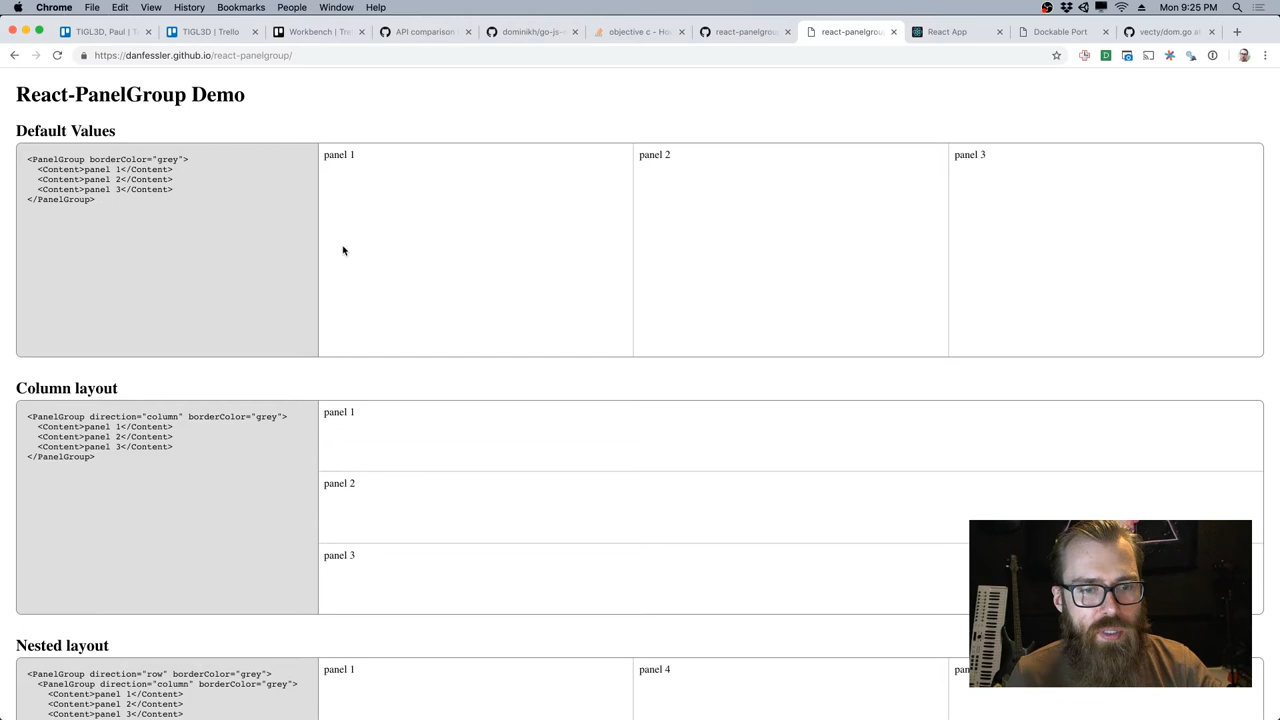 Chrome File Edit View History Bookmarks People Window Help Mon 9:25 PM
TIGL3D, Paul | T
TIGL3D | Trello
Workbench | Tre
API comparison
dominikh/go-js-
objective c - Ho
react-panelgroup
react-panelgroup
React App
Dockable Port
vecty/dom.go at
https://danfessler.github.io/react-panelgroup/
React-PanelGroup Demo
Default Values
<PanelGroup borderColor="grey">
<Content>panel 1</Content>
<Content>panel 2</Content>
<Content>panel 3</Content>
</PanelGroup>
panel 1
panel 2
panel 3
Column layout
<PanelGroup direction="column" borderColor="grey">
<Content>panel 1</Content>
<Content>panel 2</Content>
<Content>panel 3</Content>
</PanelGroup>
panel 1
panel 2
panel 3
Nested layout
<PanelGroup direction="row" borderColor="grey">
<PanelGroup direction="column" borderColor="grey">
<Content>panel 1</Content>
<Content>panel 2</Content>
<Content>panel 3</Content>
panel 1
panel 4
pan